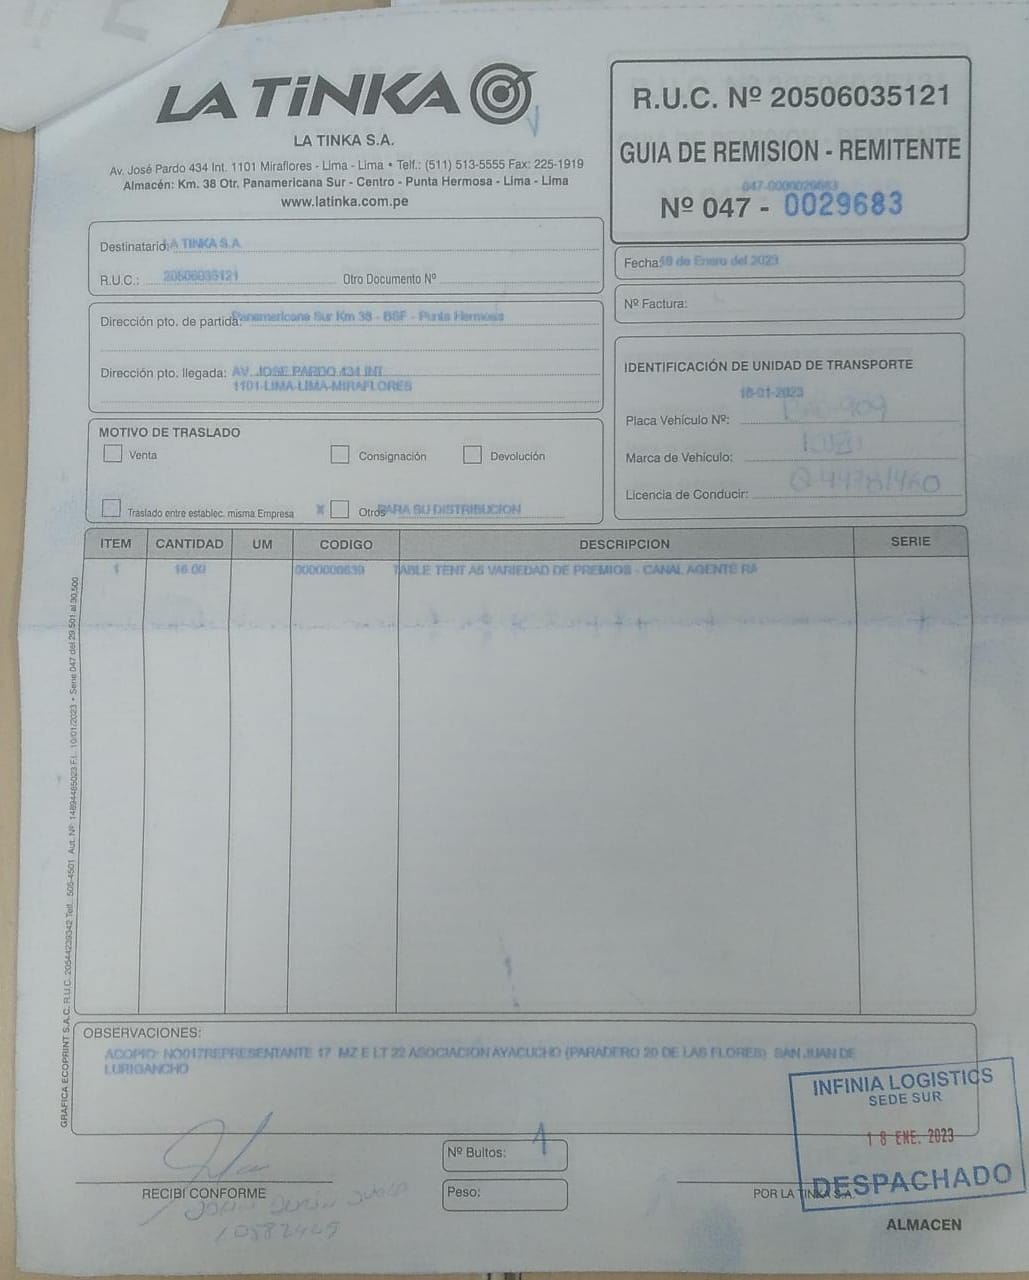 LA TiNKA
LA TINKA S.A.
Av. José Pardo 434 Int. 1101 Miraflores - Lima - Lima • Telf.: (511) 513-5555 Fax: 225-1919
Almacén: Km. 38 Otr. Panamericana Sur - Centro - Punta Hermosa - Lima - Lima
www.latinka.com.pe
R.U.C. Nº 20506035121
GUIA DE REMISION - REMITENTE
047-0000029683
Nº 047 - 0029683
Destinatario: LA TINKA S.A.
R.U.C.: 20506035121 Otro Documento Nº
Fecha: 18 de Enero del 2023
Nº Factura:
Dirección pto. de partida: Panamericana Sur Km 38 - BSF - Punta Hermosa
Dirección pto. llegada: AV. JOSE PARDO 434 INT
1101-LIMA-LIMA-MIRAFLORES
IDENTIFICACIÓN DE UNIDAD DE TRANSPORTE
18-01-2023
Placa Vehículo Nº:
Marca de Vehículo:
Licencia de Conducir:
MOTIVO DE TRASLADO
Venta Consignación Devolución
Traslado entre establec. misma Empresa X Otros PARA SU DISTRIBUCION
ITEM CANTIDAD UM CODIGO DESCRIPCION SERIE
1 16.00 0000008639 TABLE TENT A5 VARIEDAD DE PREMIOS - CANAL AGENTE RA
GRAFICA ECOPRINT S.A.C. R.U.C. 20544239342 Telf.: 505-4501 Aut. Nº: 14894485023 F.I. 10/01/2023 • Serie 047 del 29,501 al 30,500
OBSERVACIONES:
ACOPIO: NO017REPRESENTANTE 17 MZ E LT 22 ASOCIACION AYACUCHO (PARADERO 20 DE LAS FLORES) SAN JUAN DE
LURIGANCHO
INFINIA LOGISTICS
SEDE SUR
18 ENE. 2023
DESPACHADO
Nº Bultos: 1
Peso:
RECIBI CONFORME
POR LA TINKA S.A.
ALMACEN